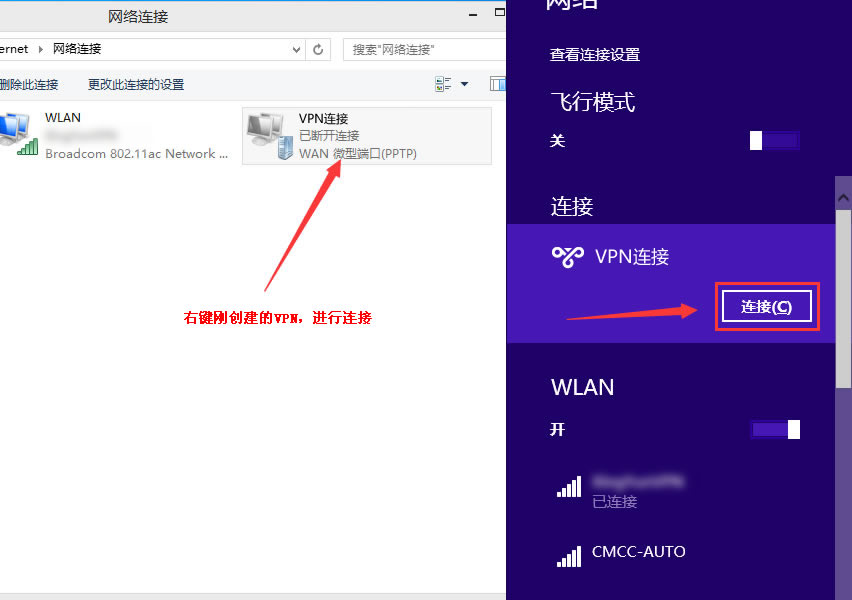 网络连接
ernet
网络连接
搜索"网络连接"
删除此连接
更改此连接的设置
WLAN
Broadcom 802.11ac Network ...
VPN连接
已断开连接
WAN 微型端口(PPTP)
右键刚创建的VPN，进行连接
网络
查看连接设置
飞行模式
关
连接
VPN连接
连接(C)
WLAN
开
已连接
CMCC-AUTO